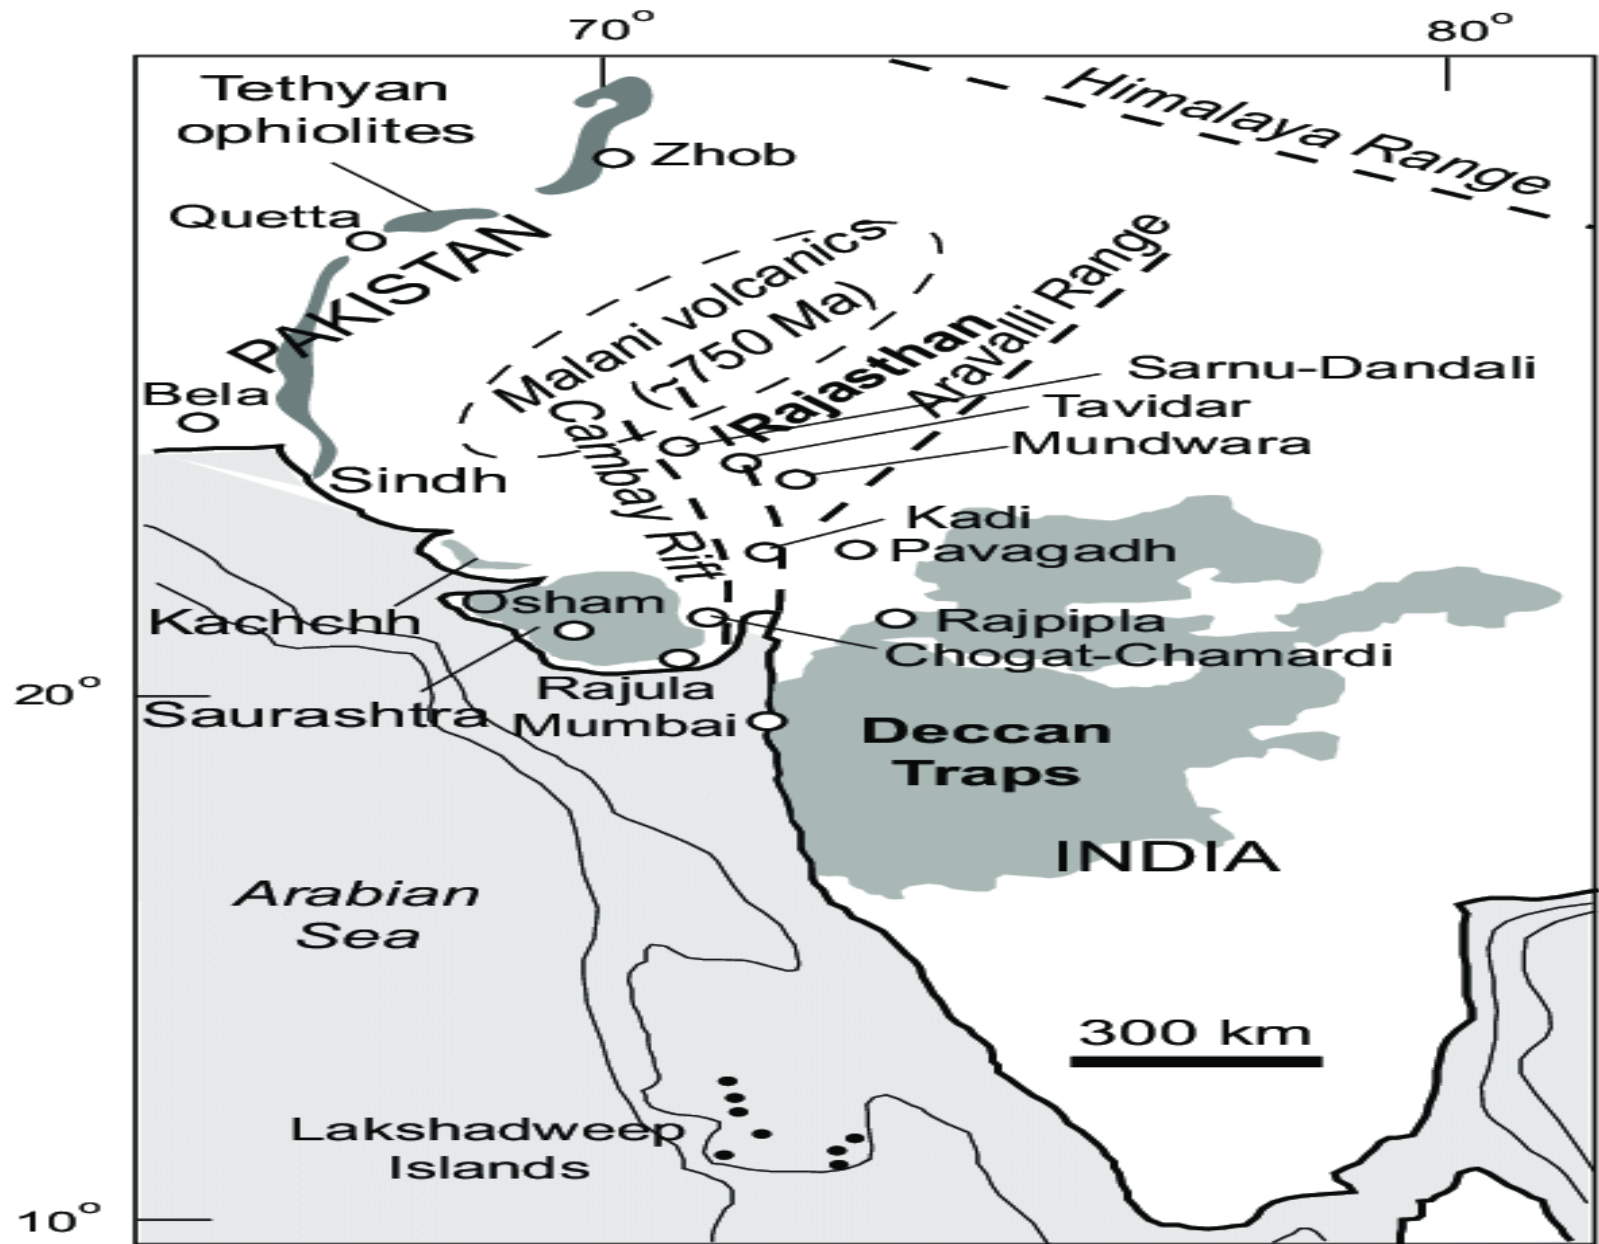 70°
80°
Tethyan
ophiolites
Himalaya Range
Zhob
Quetta
PAKISTAN
Malani volcanics
(~750 Ma)
Rajasthan
Aravalli Range
Sarnu-Dandali
Bela
Tavidar
Cambay Rift
Mundwara
Sindh
Kadi
Pavagadh
Osham
Kachchh
Rajpipla
Chogat-Chamardi
20°
Rajula
Saurashtra
Mumbai
Deccan
Traps
INDIA
Arabian
Sea
300 km
Lakshadweep
Islands
10°